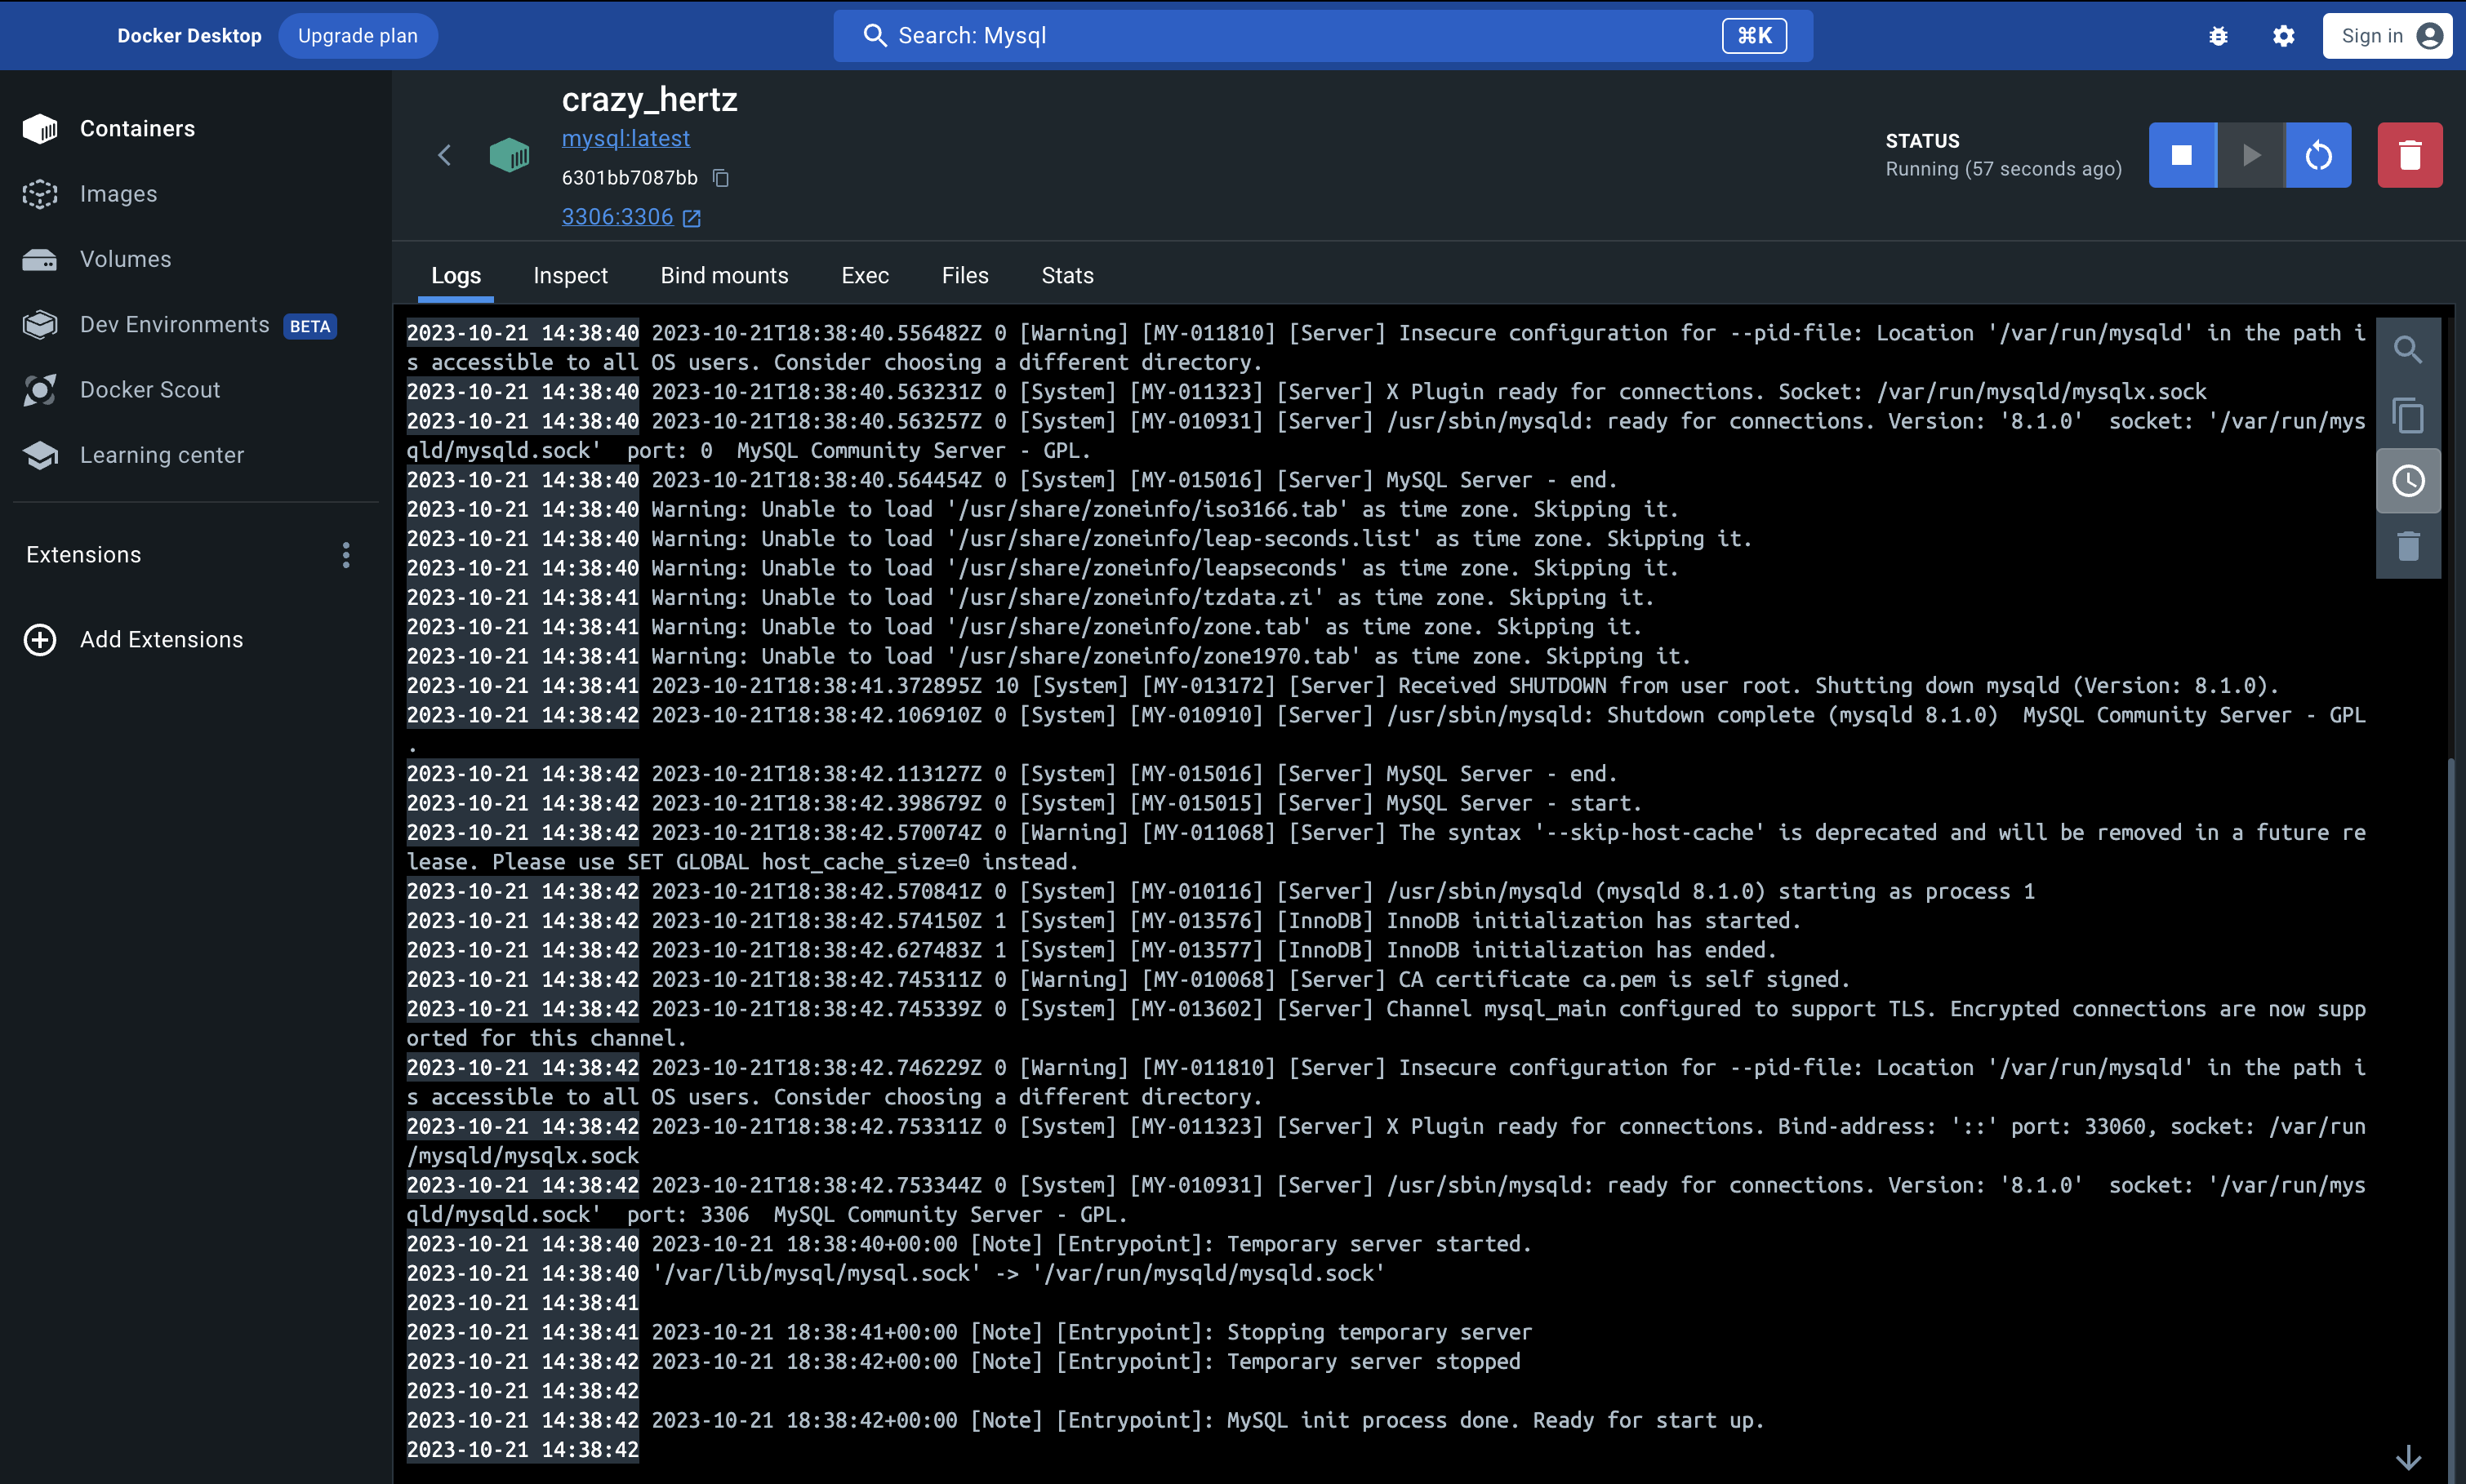 Docker Desktop
Upgrade plan
Search: Mysql
⌘K
Sign in
Containers
Images
Volumes
Dev Environments BETA
Docker Scout
Learning center
Extensions
Add Extensions
crazy_hertz
mysql:latest
6301bb7087bb
3306:3306
STATUS
Running (57 seconds ago)
Logs Inspect Bind mounts Exec Files Stats
2023-10-21 14:38:40 2023-10-21T18:38:40.556482Z 0 [Warning] [MY-011810] [Server] Insecure configuration for --pid-file: Location '/var/run/mysqld' in the path i
s accessible to all OS users. Consider choosing a different directory.
2023-10-21 14:38:40 2023-10-21T18:38:40.563231Z 0 [System] [MY-011323] [Server] X Plugin ready for connections. Socket: /var/run/mysqld/mysqlx.sock
2023-10-21 14:38:40 2023-10-21T18:38:40.563257Z 0 [System] [MY-010931] [Server] /usr/sbin/mysqld: ready for connections. Version: '8.1.0'  socket: '/var/run/mys
qld/mysqld.sock'  port: 0  MySQL Community Server - GPL.
2023-10-21 14:38:40 2023-10-21T18:38:40.564454Z 0 [System] [MY-015016] [Server] MySQL Server - end.
2023-10-21 14:38:40 Warning: Unable to load '/usr/share/zoneinfo/iso3166.tab' as time zone. Skipping it.
2023-10-21 14:38:40 Warning: Unable to load '/usr/share/zoneinfo/leap-seconds.list' as time zone. Skipping it.
2023-10-21 14:38:40 Warning: Unable to load '/usr/share/zoneinfo/leapseconds' as time zone. Skipping it.
2023-10-21 14:38:41 Warning: Unable to load '/usr/share/zoneinfo/tzdata.zi' as time zone. Skipping it.
2023-10-21 14:38:41 Warning: Unable to load '/usr/share/zoneinfo/zone.tab' as time zone. Skipping it.
2023-10-21 14:38:41 Warning: Unable to load '/usr/share/zoneinfo/zone1970.tab' as time zone. Skipping it.
2023-10-21 14:38:41 2023-10-21T18:38:41.372895Z 10 [System] [MY-013172] [Server] Received SHUTDOWN from user root. Shutting down mysqld (Version: 8.1.0).
2023-10-21 14:38:42 2023-10-21T18:38:42.106910Z 0 [System] [MY-010910] [Server] /usr/sbin/mysqld: Shutdown complete (mysqld 8.1.0)  MySQL Community Server - GPL
.
2023-10-21 14:38:42 2023-10-21T18:38:42.113127Z 0 [System] [MY-015016] [Server] MySQL Server - end.
2023-10-21 14:38:42 2023-10-21T18:38:42.398679Z 0 [System] [MY-015015] [Server] MySQL Server - start.
2023-10-21 14:38:42 2023-10-21T18:38:42.570074Z 0 [Warning] [MY-011068] [Server] The syntax '--skip-host-cache' is deprecated and will be removed in a future re
lease. Please use SET GLOBAL host_cache_size=0 instead.
2023-10-21 14:38:42 2023-10-21T18:38:42.570841Z 0 [System] [MY-010116] [Server] /usr/sbin/mysqld (mysqld 8.1.0) starting as process 1
2023-10-21 14:38:42 2023-10-21T18:38:42.574150Z 1 [System] [MY-013576] [InnoDB] InnoDB initialization has started.
2023-10-21 14:38:42 2023-10-21T18:38:42.627483Z 1 [System] [MY-013577] [InnoDB] InnoDB initialization has ended.
2023-10-21 14:38:42 2023-10-21T18:38:42.745311Z 0 [Warning] [MY-010068] [Server] CA certificate ca.pem is self signed.
2023-10-21 14:38:42 2023-10-21T18:38:42.745339Z 0 [System] [MY-013602] [Server] Channel mysql_main configured to support TLS. Encrypted connections are now supp
orted for this channel.
2023-10-21 14:38:42 2023-10-21T18:38:42.746229Z 0 [Warning] [MY-011810] [Server] Insecure configuration for --pid-file: Location '/var/run/mysqld' in the path i
s accessible to all OS users. Consider choosing a different directory.
2023-10-21 14:38:42 2023-10-21T18:38:42.753311Z 0 [System] [MY-011323] [Server] X Plugin ready for connections. Bind-address: '::' port: 33060, socket: /var/run
/mysqld/mysqlx.sock
2023-10-21 14:38:42 2023-10-21T18:38:42.753344Z 0 [System] [MY-010931] [Server] /usr/sbin/mysqld: ready for connections. Version: '8.1.0'  socket: '/var/run/mys
qld/mysqld.sock'  port: 3306  MySQL Community Server - GPL.
2023-10-21 14:38:40 2023-10-21 18:38:40+00:00 [Note] [Entrypoint]: Temporary server started.
2023-10-21 14:38:40 '/var/lib/mysql/mysql.sock' -> '/var/run/mysqld/mysqld.sock'
2023-10-21 14:38:41
2023-10-21 14:38:41 2023-10-21 18:38:41+00:00 [Note] [Entrypoint]: Stopping temporary server
2023-10-21 14:38:42 2023-10-21 18:38:42+00:00 [Note] [Entrypoint]: Temporary server stopped
2023-10-21 14:38:42
2023-10-21 14:38:42 2023-10-21 18:38:42+00:00 [Note] [Entrypoint]: MySQL init process done. Ready for start up.
2023-10-21 14:38:42